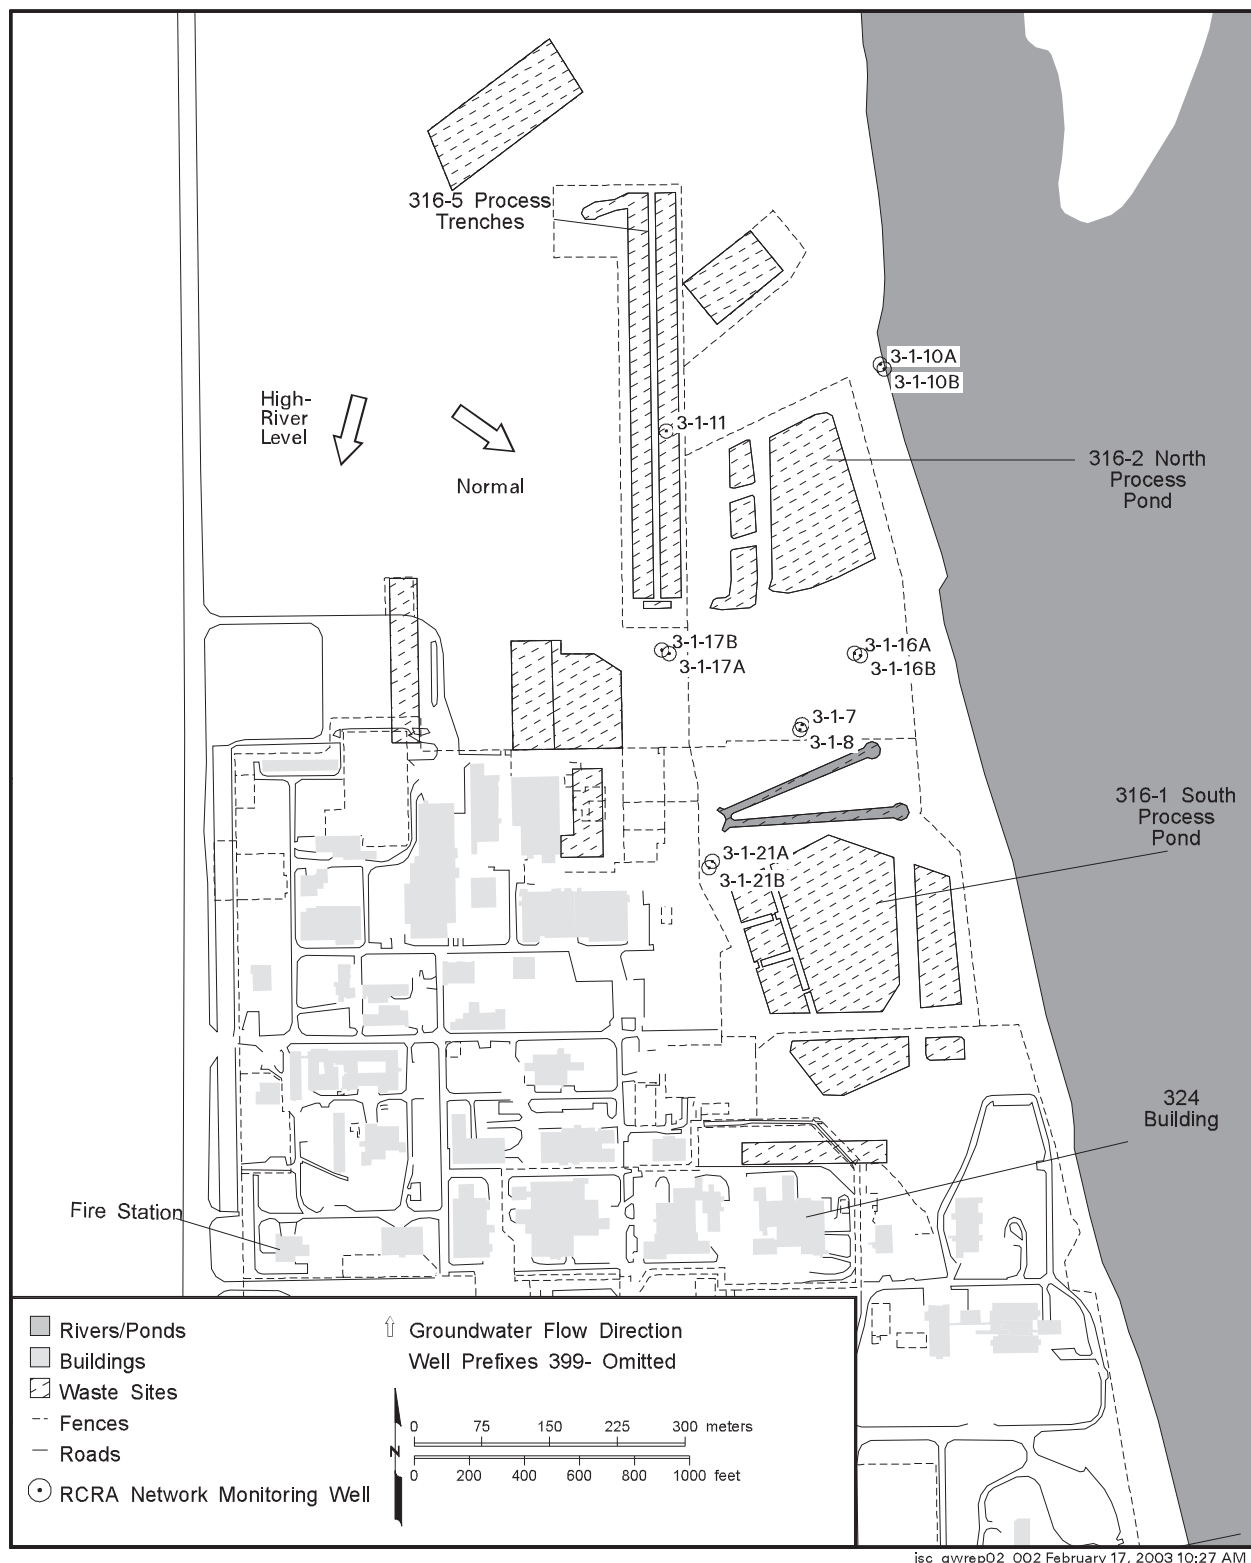 316-5 Process
Trenches
3-1-10A
3-1-10B
High-
River
Level
3-1-11
Normal
316-2 North
Process
Pond
3-1-17B
3-1-17A
3-1-16A
3-1-16B
3-1-7
3-1-8
316-1 South
Process
Pond
3-1-21A
3-1-21B
324
Building
Fire Station
Rivers/Ponds
Buildings
Waste Sites
Fences
Roads
RCRA Network Monitoring Well
Groundwater Flow Direction
Well Prefixes 399- Omitted
N
0 75 150 225 300 meters
0 200 400 600 800 1000 feet
jsc_gwrep02_002 February 17, 2003 10:27 AM